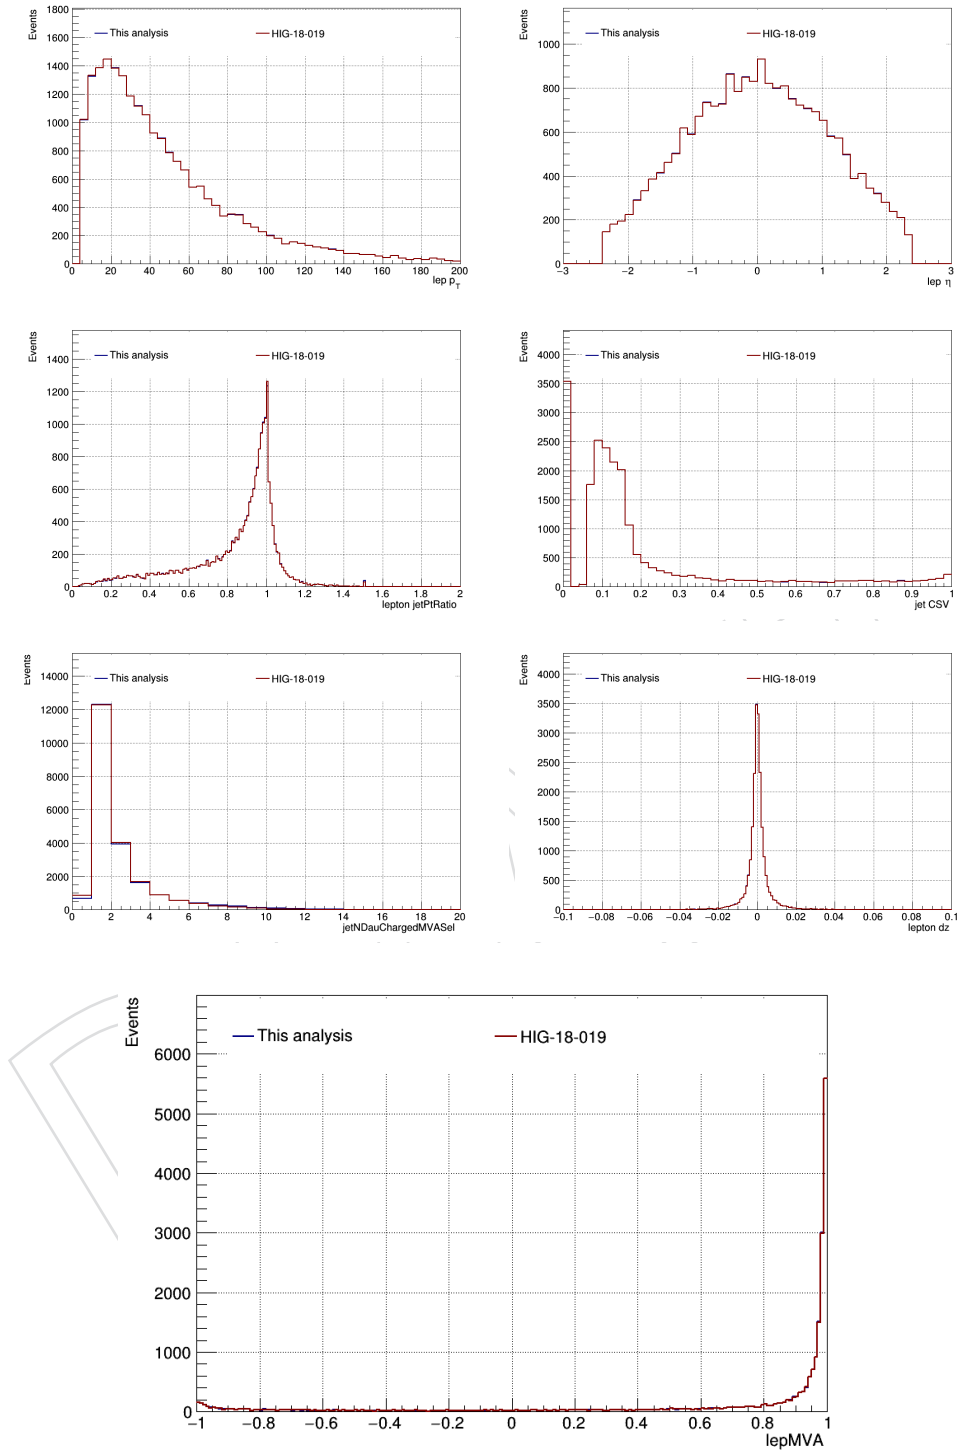 Events
This analysis
HIG-18-019
1800
1600
1400
1200
1000
800
600
400
200
0
0 20 40 60 80 100 120 140 160 180 200
lep pT
Events
This analysis
HIG-18-019
1000
800
600
400
200
0
−3 −2 −1 0 1 2 3
lep η
Events
This analysis
HIG-18-019
1400
1200
1000
800
600
400
200
0
0 0.2 0.4 0.6 0.8 1 1.2 1.4 1.6 1.8 2
lepton jetPtRatio
Events
This analysis
HIG-18-019
4000
3500
3000
2500
2000
1500
1000
500
0
0 0.1 0.2 0.3 0.4 0.5 0.6 0.7 0.8 0.9 1
jet CSV
Events
This analysis
HIG-18-019
14000
12000
10000
8000
6000
4000
2000
0
0 2 4 6 8 10 12 14 16 18 20
jetNDauChargedMVASel
Events
This analysis
HIG-18-019
4000
3500
3000
2500
2000
1500
1000
500
0
−0.1 −0.08 −0.06 −0.04 −0.02 0 0.02 0.04 0.06 0.08 0.1
lepton dz
Events
This analysis
HIG-18-019
6000
5000
4000
3000
2000
1000
0
−1 −0.8 −0.6 −0.4 −0.2 0 0.2 0.4 0.6 0.8 1
lepMVA